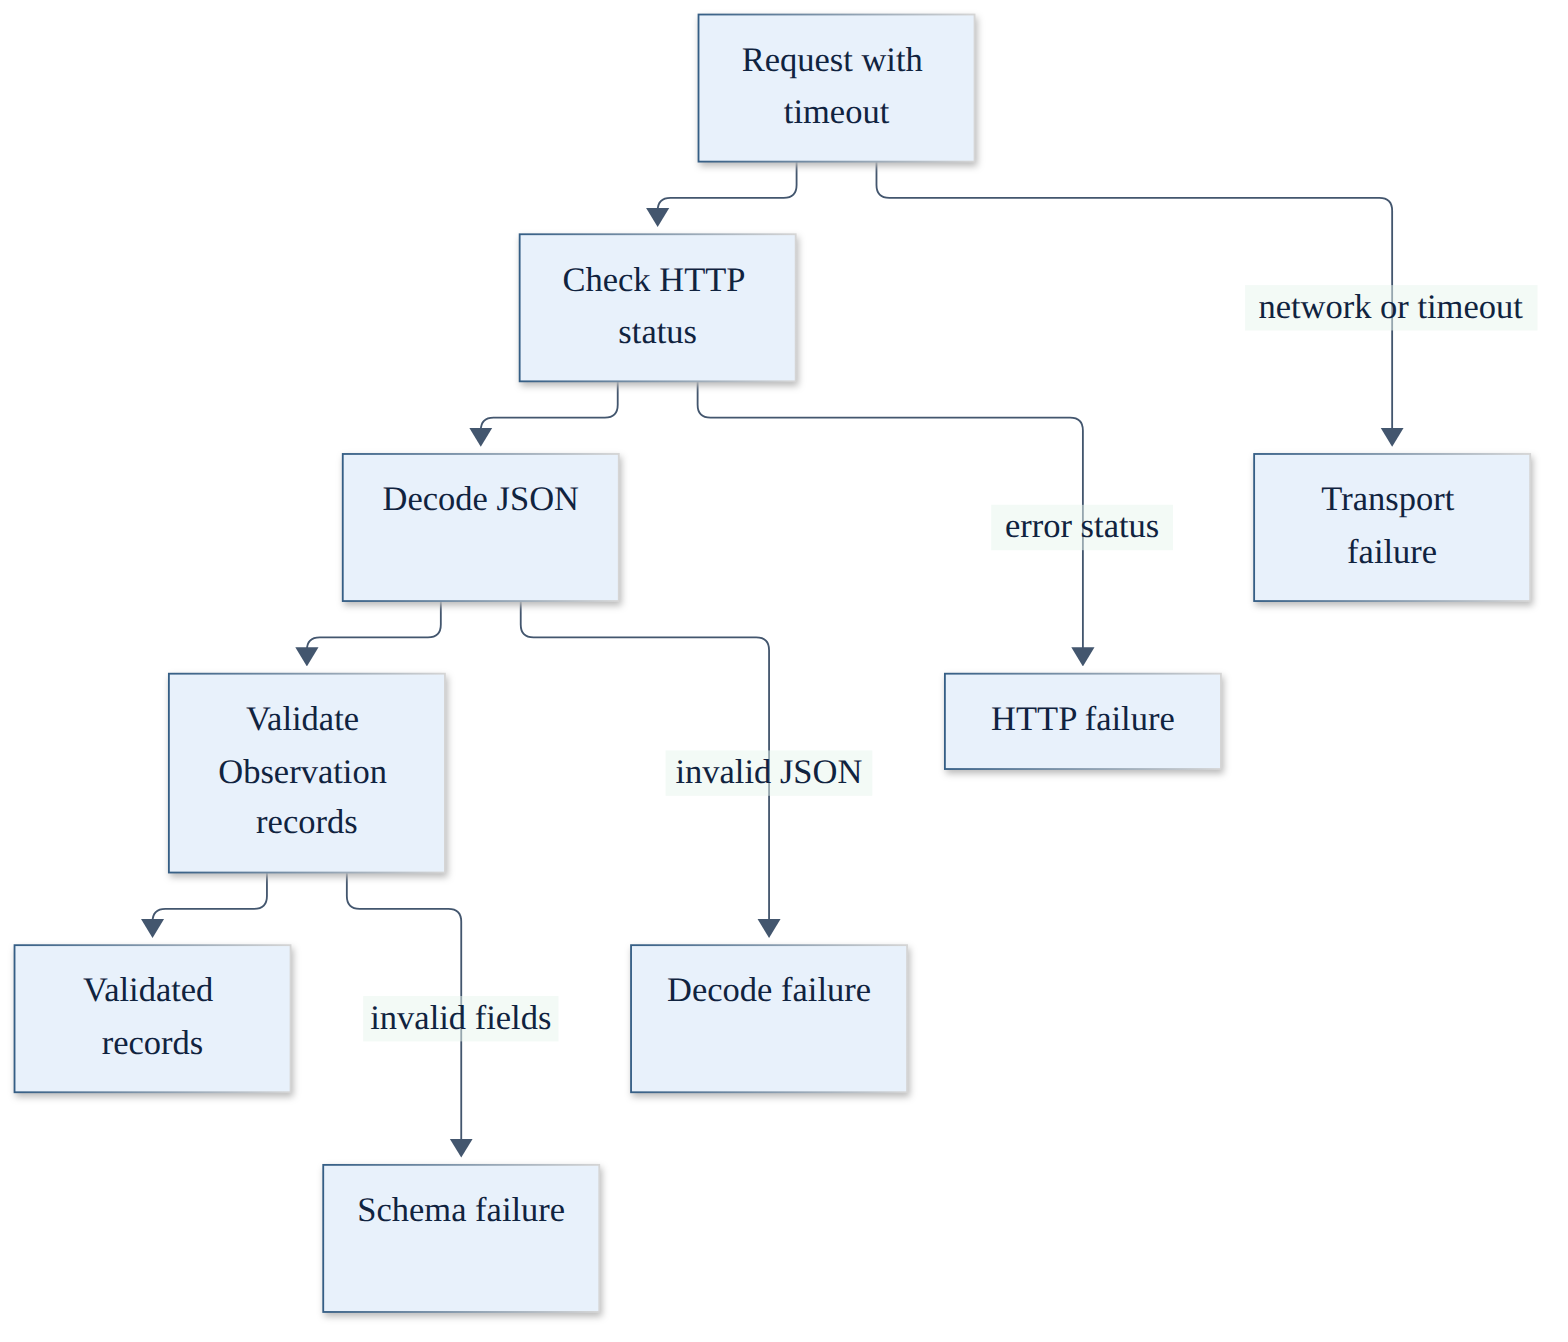 Request with
timeout
Check HTTP
status
network or timeout
Decode JSON
error status
Transport
failure
Validate
Observation
records
invalid JSON
HTTP failure
Validated
records
invalid fields
Decode failure
Schema failure